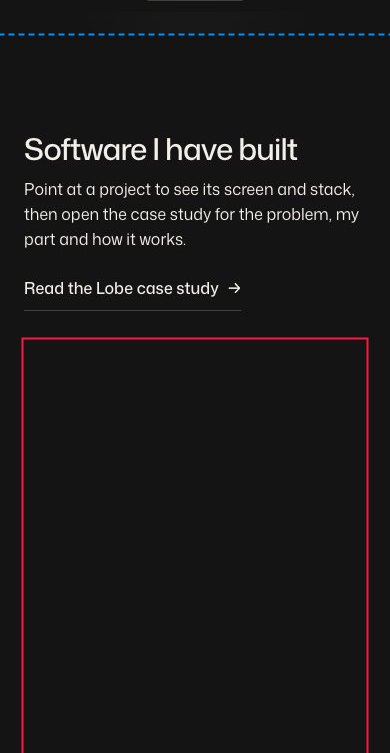 Software I have built
Point at a project to see its screen and stack,
then open the case study for the problem, my
part and how it works.
Read the Lobe case study →